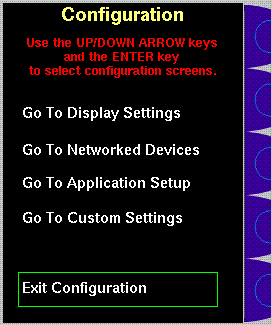 Configuration
Use the UP/DOWN ARROW keys
and the ENTER key
to select configuration screens.
Go To Display Settings
Go To Networked Devices
Go To Application Setup
Go To Custom Settings
Exit Configuration